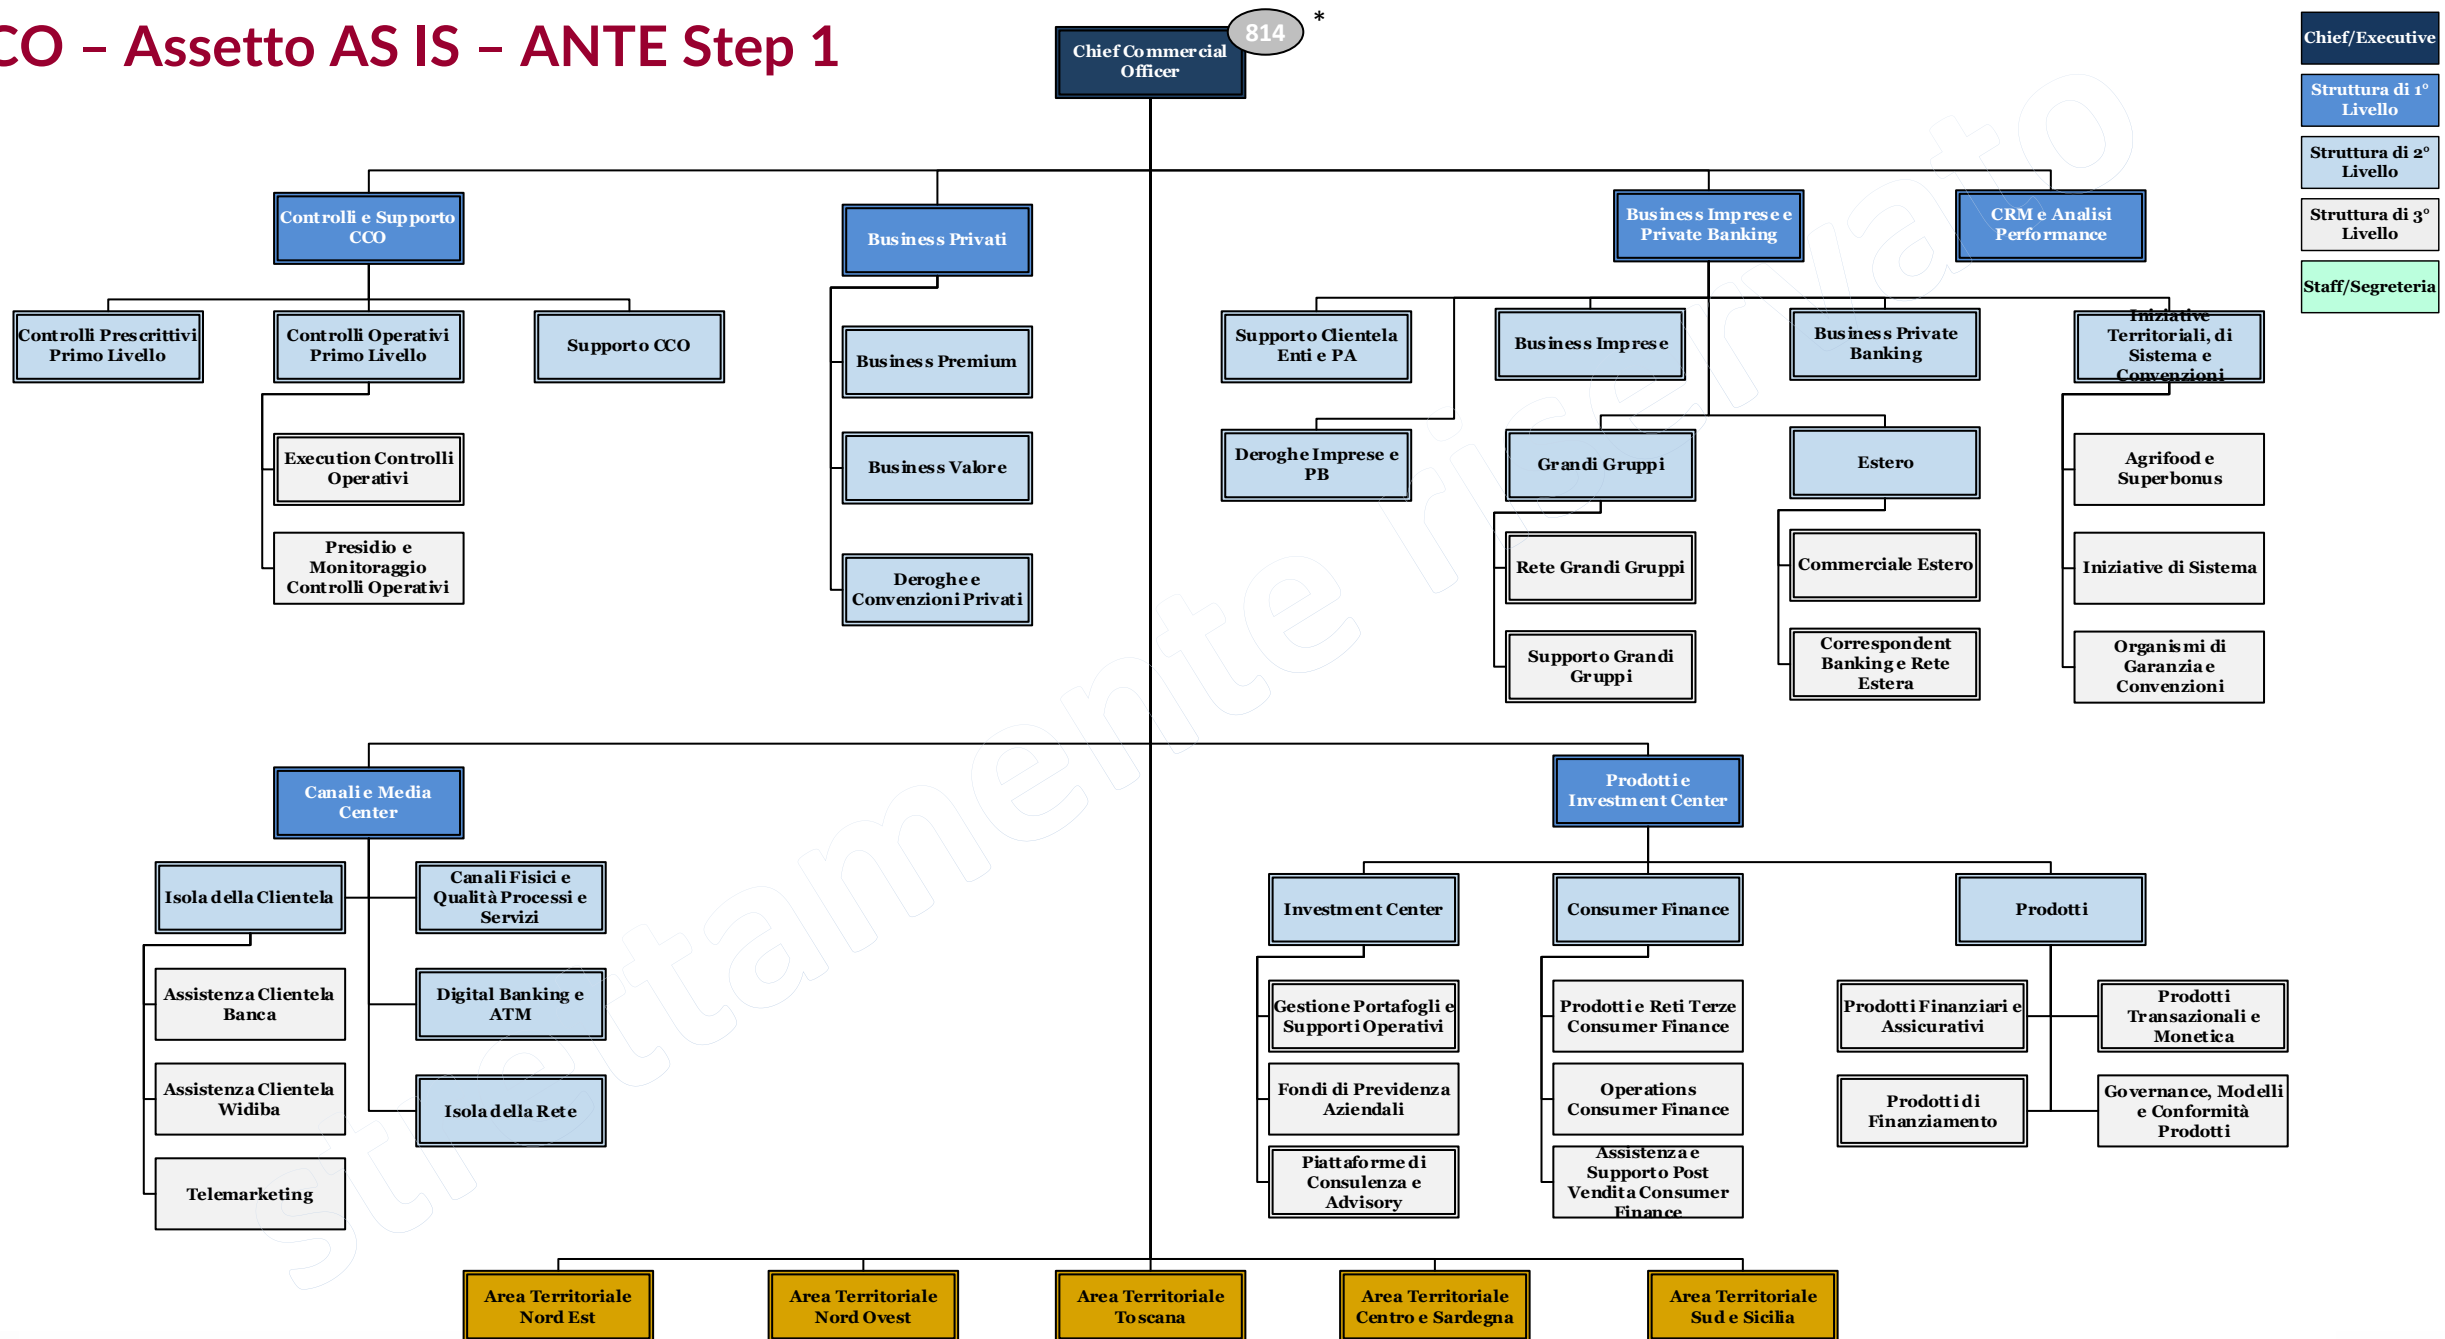 CO – Assetto AS IS – ANTE Step 1
Chief Commercial
Officer
814
*
Chief/Executive
Struttura di 1°
Livello
Struttura di 2°
Livello
Struttura di 3°
Livello
Staff/Segreteria
Controlli e Supporto
CCO
Business Privati
Business Imprese e
Private Banking
CRM e Analisi
Performance
Controlli Prescrittivi
Primo Livello
Controlli Operativi
Primo Livello
Supporto CCO
Execution Controlli
Operativi
Presidio e
Monitoraggio
Controlli Operativi
Business Premium
Business Valore
Deroghe e
Convenzioni Privati
Supporto Clientela
Enti e PA
Business Imprese
Business Private
Banking
Iniziative
Territoriali, di
Sistema e
Convenzioni
Deroghe Imprese e
PB
Grandi Gruppi
Estero
Agrifood e
Superbonus
Rete Grandi Gruppi
Commerciale Estero
Iniziative di Sistema
Supporto Grandi
Gruppi
Correspondent
Banking e Rete
Estera
Organismi di
Garanzia e
Convenzioni
Canali e Media
Center
Prodotti e
Investment Center
Isola della Clientela
Canali Fisici e
Qualità Processi e
Servizi
Assistenza Clientela
Banca
Digital Banking e
ATM
Assistenza Clientela
Widiba
Isola della Rete
Telemarketing
Investment Center
Consumer Finance
Prodotti
Gestione Portafogli e
Supporti Operativi
Prodotti e Reti Terze
Consumer Finance
Prodotti Finanziari e
Assicurativi
Prodotti
Transazionali e
Monetica
Fondi di Previdenza
Aziendali
Operations
Consumer Finance
Prodotti di
Finanziamento
Governance, Modelli
e Conformità
Prodotti
Piattaforme di
Consulenza e
Advisory
Assistenza e
Supporto Post
Vendita Consumer
Finance
Area Territoriale
Nord Est
Area Territoriale
Nord Ovest
Area Territoriale
Toscana
Area Territoriale
Centro e Sardegna
Area Territoriale
Sud e Sicilia
strettamente riservato